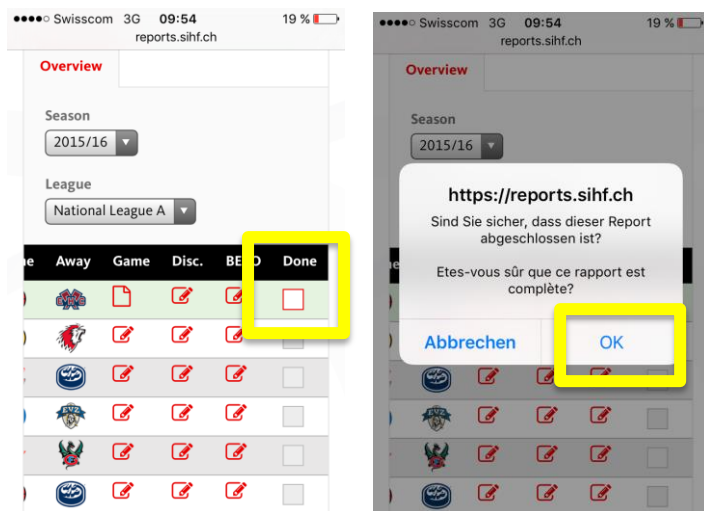 Swisscom 3G 09:54 19 %
reports.sihf.ch
Overview
Season
2015/16
League
National League A
Away Game Disc. Done
Swisscom 3G 09:54 19 %
reports.sihf.ch
Overview
Season
2015/16
https://reports.sihf.ch
Sind Sie sicher, dass dieser Report
abgeschlossen ist?
Etes-vous sûr que ce rapport est
complète?
Abbrechen OK
EVZ
EVZ